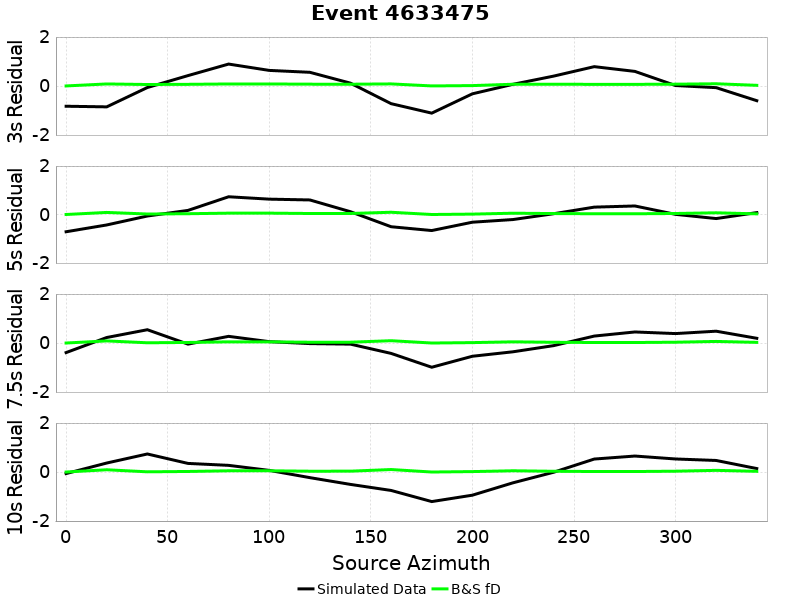 Event 4633475
3s Residual
2
0
-2
5s Residual
2
0
-2
7.5s Residual
2
0
-2
10s Residual
2
0
-2
0 50 100 150 200 250 300
Source Azimuth
Simulated Data B&S fD